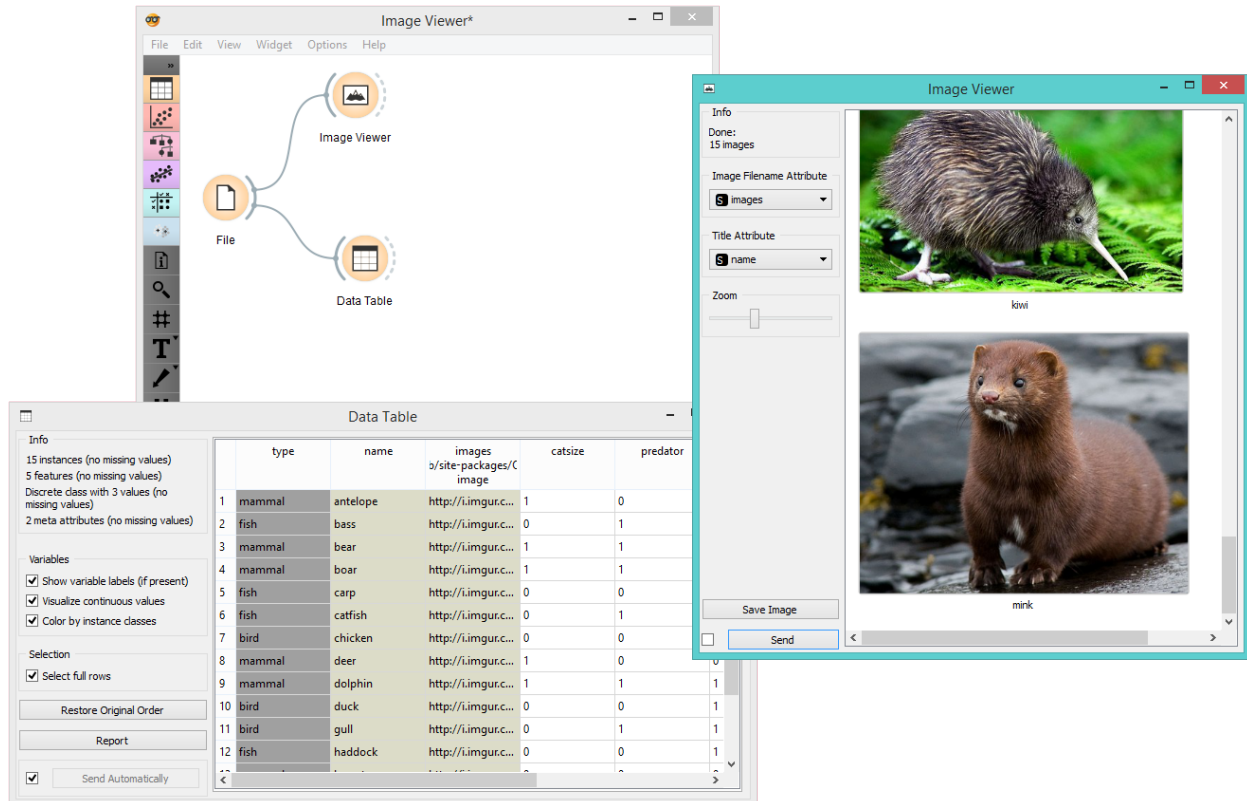 Image Viewer*
File Edit View Widget Options Help
Image Viewer
File
Data Table
Image Viewer
Info
Done:
15 images
Image Filename Attribute
S images
Title Attribute
S name
Zoom
Save Image
Send
kiwi
mink
Data Table
Info
15 instances (no missing values)
5 features (no missing values)
Discrete class with 3 values (no
missing values)
2 meta attributes (no missing values)
Variables
Show variable labels (if present)
Visualize continuous values
Color by instance classes
Selection
Select full rows
Restore Original Order
Report
Send Automatically
type name images catsize predator
b/site-packages/C
image
1 mammal antelope http://i.imgur.c... 1 0
2 fish bass http://i.imgur.c... 0 1
3 mammal bear http://i.imgur.c... 1 1
4 mammal boar http://i.imgur.c... 1 1
5 fish carp http://i.imgur.c... 0 0
6 fish catfish http://i.imgur.c... 0 1
7 bird chicken http://i.imgur.c... 0 0
8 mammal deer http://i.imgur.c... 1 0 0
9 mammal dolphin http://i.imgur.c... 1 1 1
10 bird duck http://i.imgur.c... 0 0 1
11 bird gull http://i.imgur.c... 0 1 1
12 fish haddock http://i.imgur.c... 0 0 1